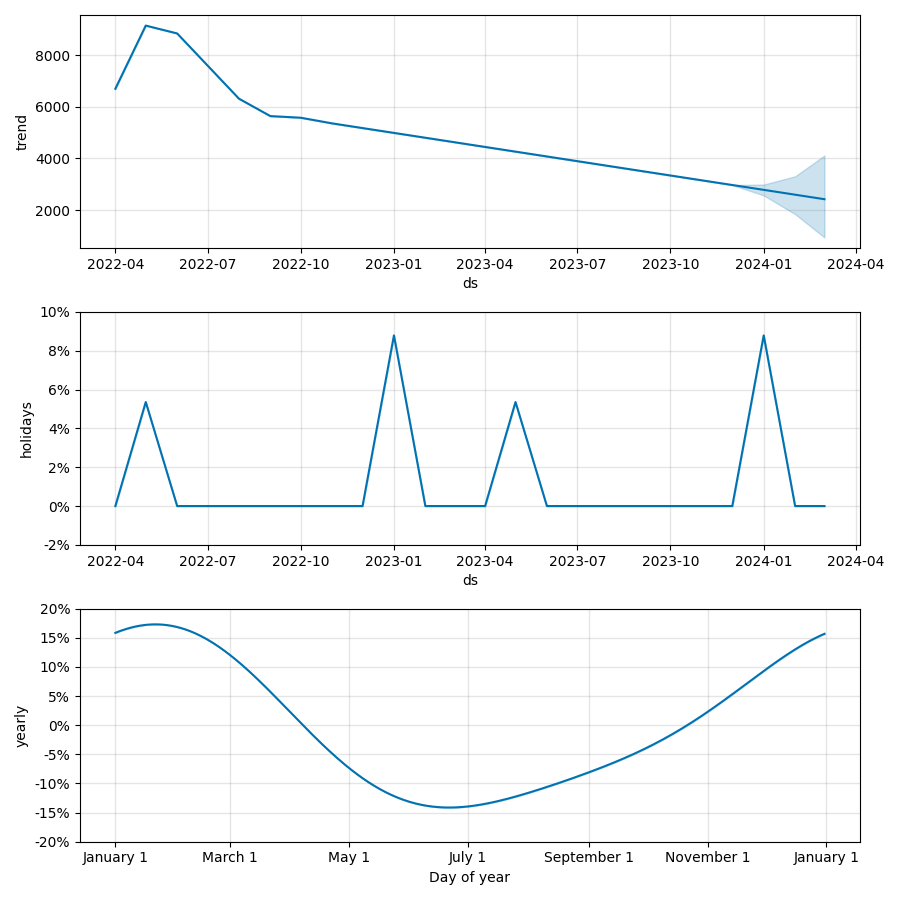 8000
6000
4000
2000
trend
2022-04 2022-07 2022-10 2023-01 2023-04 2023-07 2023-10 2024-01 2024-04
ds
10%
8%
6%
4%
2%
0%
-2%
holidays
2022-04 2022-07 2022-10 2023-01 2023-04 2023-07 2023-10 2024-01 2024-04
ds
20%
15%
10%
5%
0%
-5%
-10%
-15%
-20%
yearly
January 1 March 1 May 1 July 1 September 1 November 1 January 1
Day of year